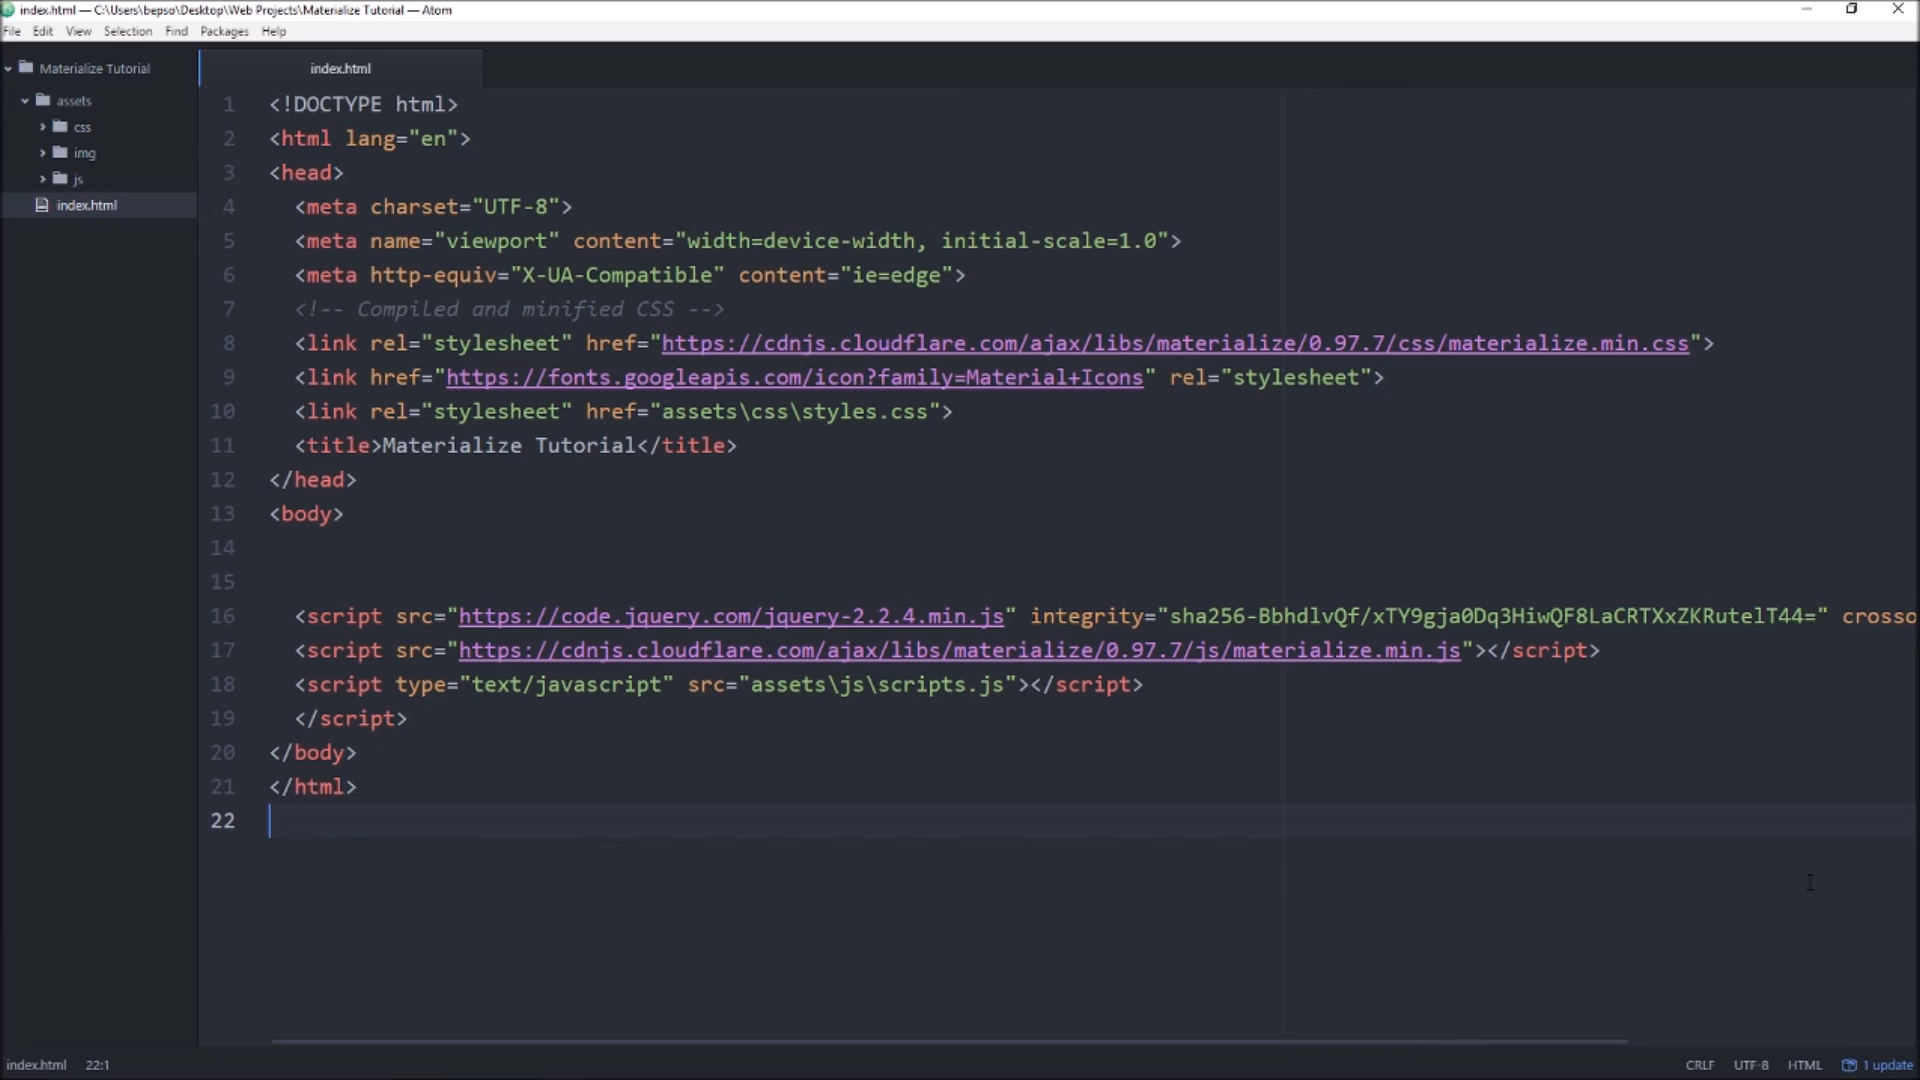 index.html — C:\Users\bepso\Desktop\Web Projects\Materialize Tutorial — Atom
File Edit View Selection Find Packages Help
Materialize Tutorial
assets
css
img
js
index.html
index.html
1 <!DOCTYPE html>
2 <html lang="en">
3 <head>
4 <meta charset="UTF-8">
5 <meta name="viewport" content="width=device-width, initial-scale=1.0">
6 <meta http-equiv="X-UA-Compatible" content="ie=edge">
7 <!-- Compiled and minified CSS -->
8 <link rel="stylesheet" href="https://cdnjs.cloudflare.com/ajax/libs/materialize/0.97.7/css/materialize.min.css">
9 <link href="https://fonts.googleapis.com/icon?family=Material+Icons" rel="stylesheet">
10 <link rel="stylesheet" href="assets\css\styles.css">
11 <title>Materialize Tutorial</title>
12 </head>
13 <body>
14
15
16 <script src="https://code.jquery.com/jquery-2.2.4.min.js" integrity="sha256-BbhdlvQf/xTY9gja0Dq3HiwQF8LaCRTXxZKRutelT44=" crosso
17 <script src="https://cdnjs.cloudflare.com/ajax/libs/materialize/0.97.7/js/materialize.min.js"></script>
18 <script type="text/javascript" src="assets\js\scripts.js"></script>
19 </script>
20 </body>
21 </html>
22
index.html 22:1 CRLF UTF-8 HTML 1 update